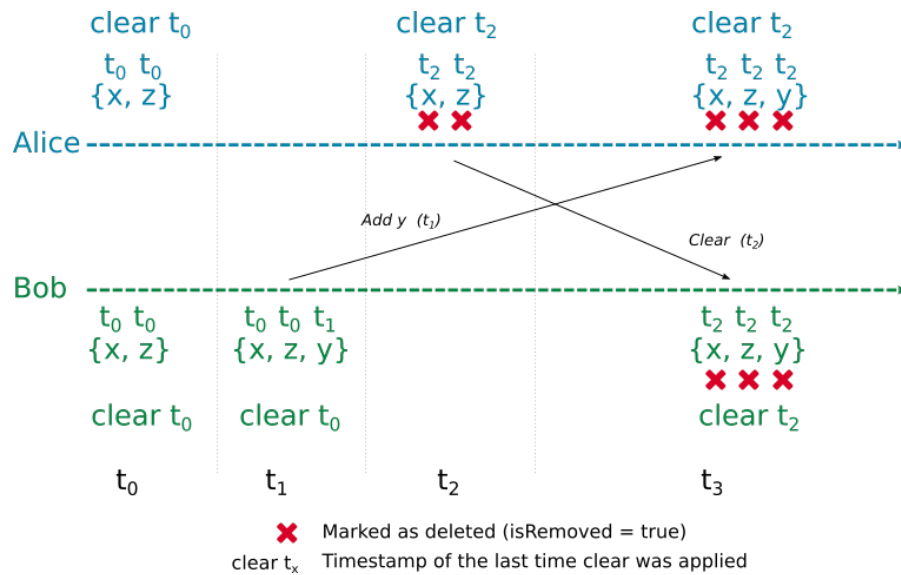 clear t₀ clear t₂ clear t₂
t₀ t₀ t₂ t₂ t₂ t₂ t₂
{x, z} {x, z} {x, z, y}
Alice
Add y (t₁)
Clear (t₂)
Bob
t₀ t₀ t₀ t₀ t₁ t₂ t₂ t₂
{x, z} {x, z, y} {x, z, y}
clear t₀ clear t₀ clear t₂
t₀ t₁ t₂ t₃
Marked as deleted (isRemoved = true)
clear tₓ Timestamp of the last time clear was applied